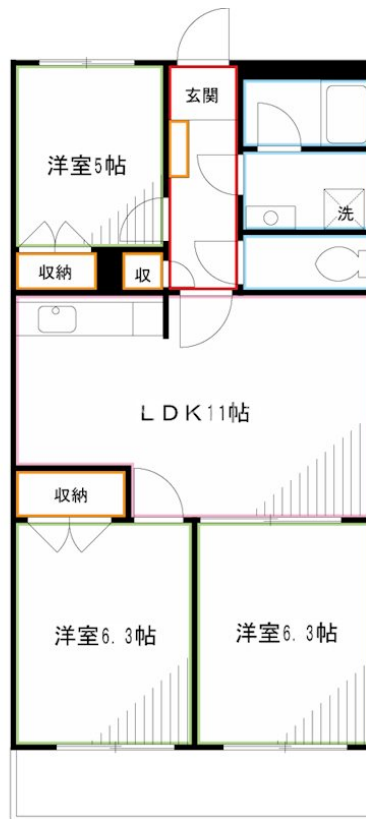 玄関
洋室5帖
洗
収納
収
LDK11帖
収納
洋室6.3帖
洋室6.3帖